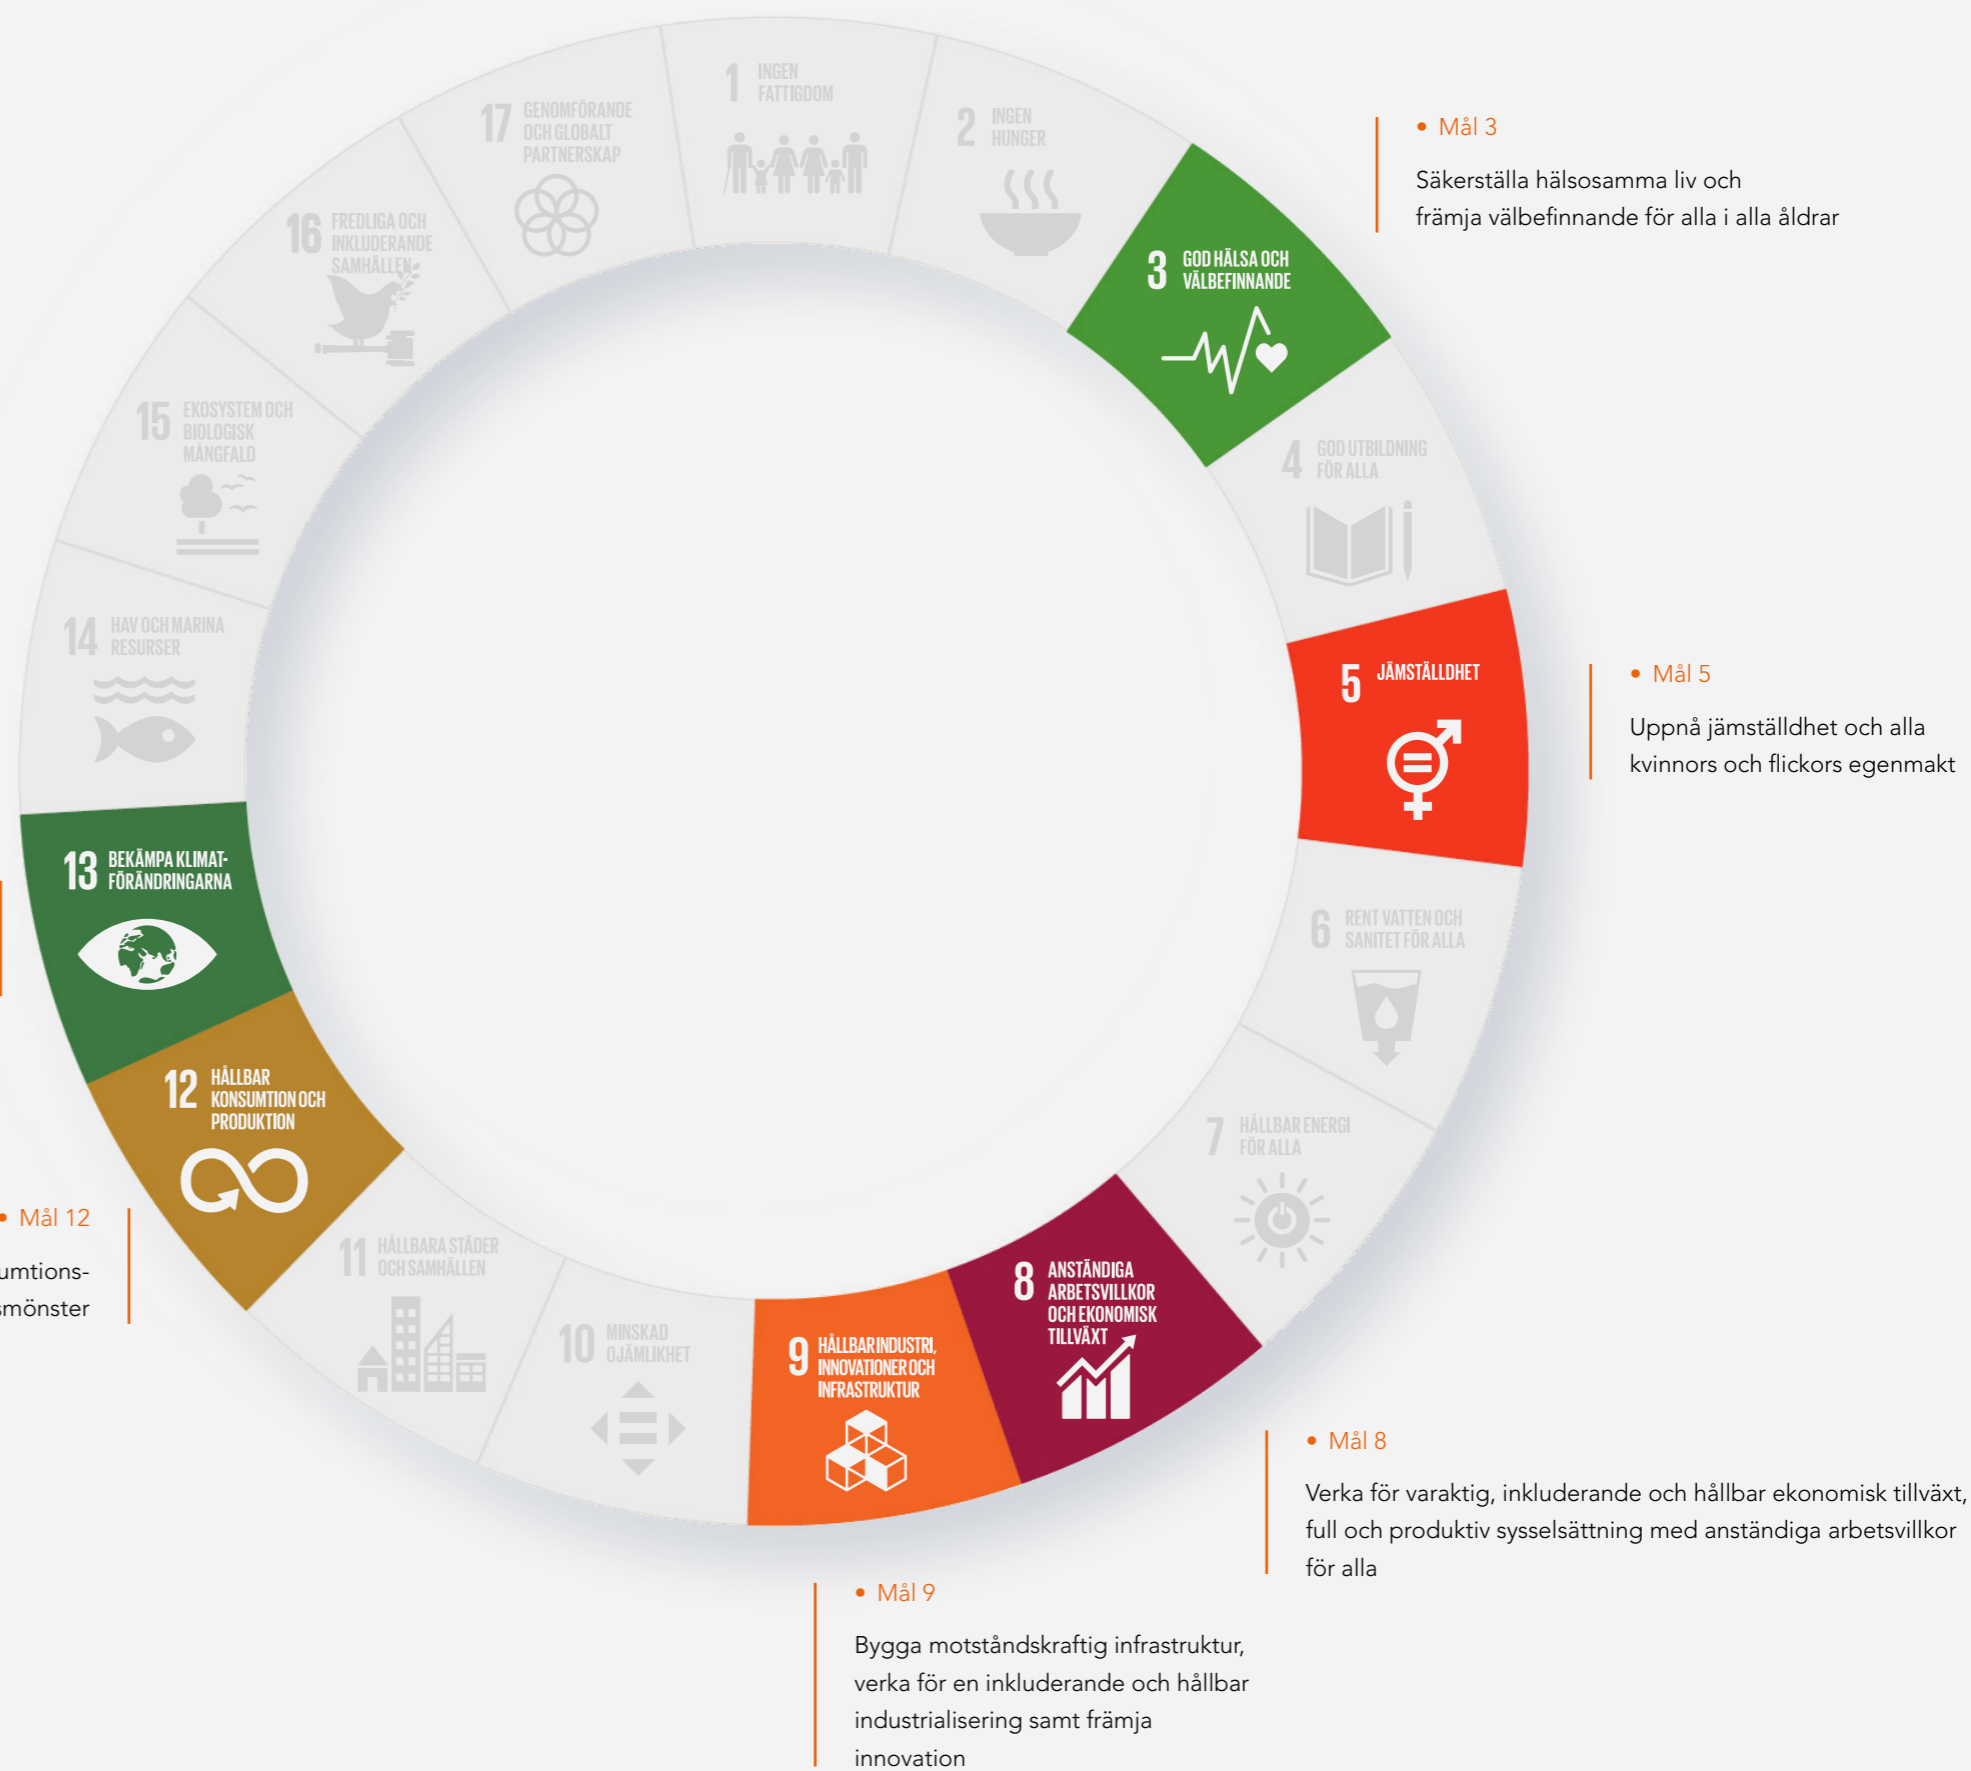 1 INGEN
FATTIGDOM
2 INGEN
HUNGER
3 GOD HÄLSA OCH
VÄLBEFINNANDE
4 GOD UTBILDNING
FÖR ALLA
5 JÄMSTÄLLDHET
6 RENT VATTEN OCH
SANITET FÖR ALLA
7 HÅLLBAR ENERGI
FÖR ALLA
8 ANSTÄNDIGA
ARBETSVILLKOR
OCH EKONOMISK
TILLVÄXT
9 HÅLLBAR INDUSTRI,
INNOVATIONER OCH
INFRASTRUKTUR
10 MINSKAD
OJÄMLIKHET
11 HÅLLBARA STÄDER
OCH SAMHÄLLEN
12 HÅLLBAR
KONSUMTION OCH
PRODUKTION
13 BEKÄMPA KLIMAT-
FÖRÄNDRINGARNA
14 HAV OCH MARINA
RESURSER
15 EKOSYSTEM OCH
BIOLOGISK
MÅNGFALD
16 FREDLIGA OCH
INKLUDERANDE
SAMHÄLLEN
17 GENOMFÖRANDE
OCH GLOBALT
PARTNERSKAP
• Mål 3
Säkerställa hälsosamma liv och
främja välbefinnande för alla i alla åldrar
• Mål 5
Uppnå jämställdhet och alla
kvinnors och flickors egenmakt
• Mål 8
Verka för varaktig, inkluderande och hållbar ekonomisk tillväxt,
full och produktiv sysselsättning med anständiga arbetsvillkor
för alla
• Mål 9
Bygga motståndskraftig infrastruktur,
verka för en inkluderande och hållbar
industrialisering samt främja
innovation
• Mål 12
umtions-
smönster